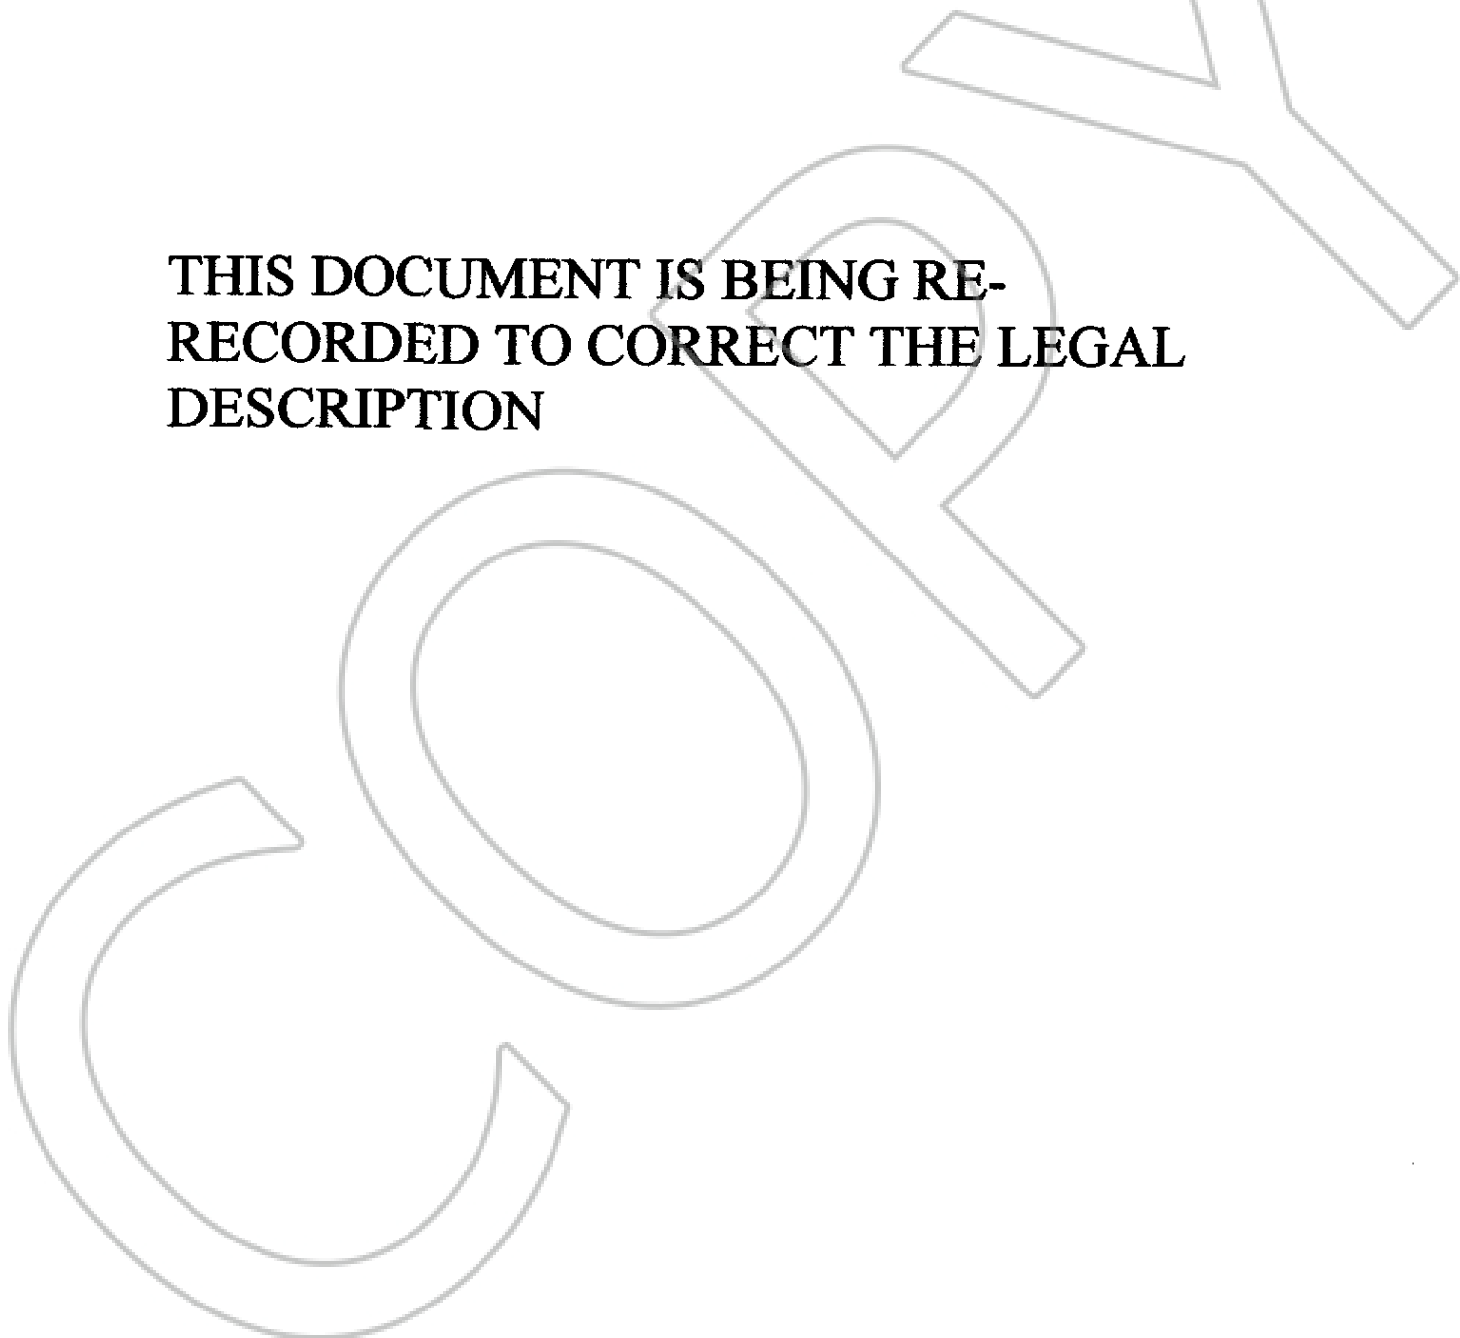 THIS DOCUMENT IS BEING RE-
RECORDED TO CORRECT THE LEGAL
DESCRIPTION
COPY